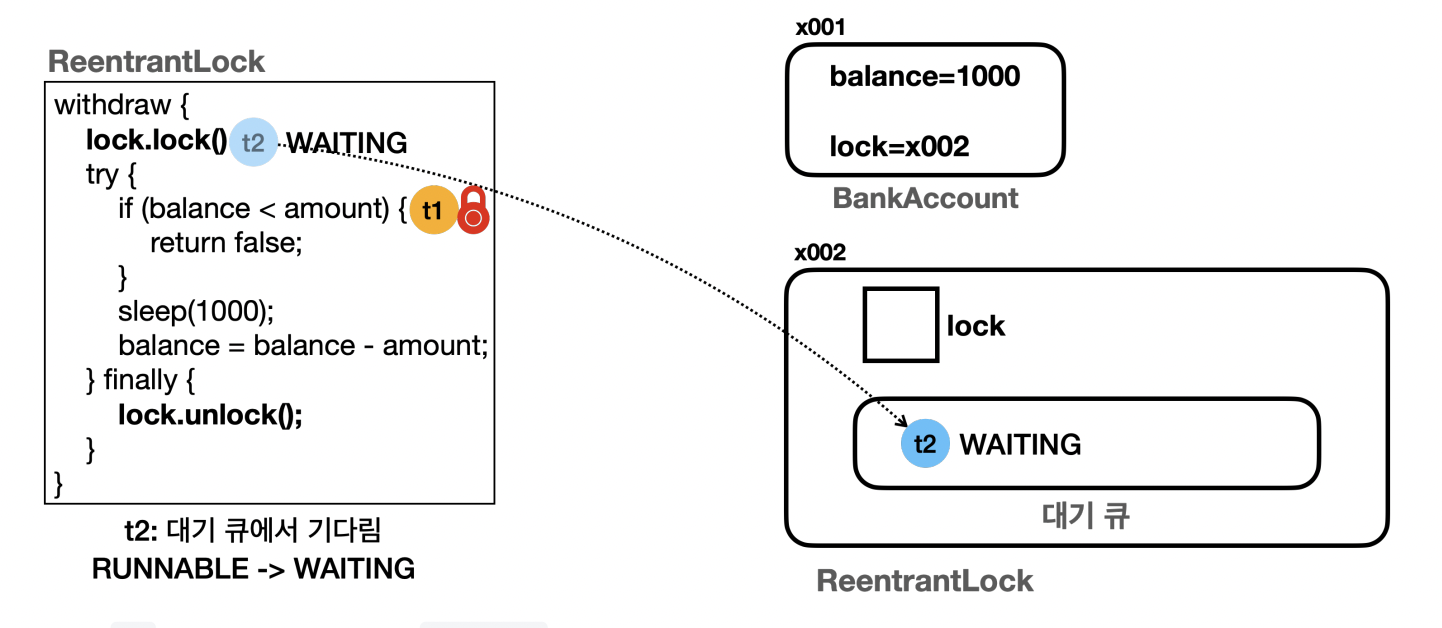 ReentrantLock
withdraw {
lock.lock() t2 WAITING
try {
if (balance < amount) { t1
return false;
}
sleep(1000);
balance = balance - amount;
} finally {
lock.unlock();
}
}
t2: 대기 큐에서 기다림
RUNNABLE -> WAITING
x001
balance=1000
lock=x002
BankAccount
x002
lock
t2 WAITING
대기 큐
ReentrantLock